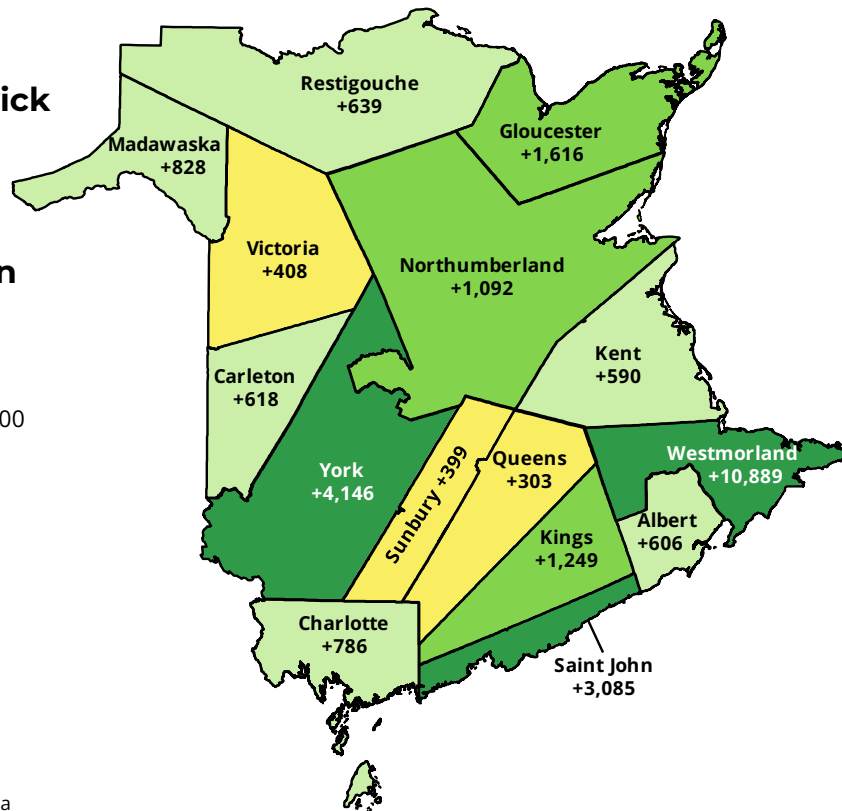 ick
n
00
a
Restigouche
+639
Gloucester
+1,616
Madawaska
+828
Victoria
+408
Northumberland
+1,092
Kent
+590
Carleton
+618
York
+4,146
Sunbury +399
Queens
+303
Westmorland
+10,889
Albert
+606
Kings
+1,249
Charlotte
+786
Saint John
+3,085